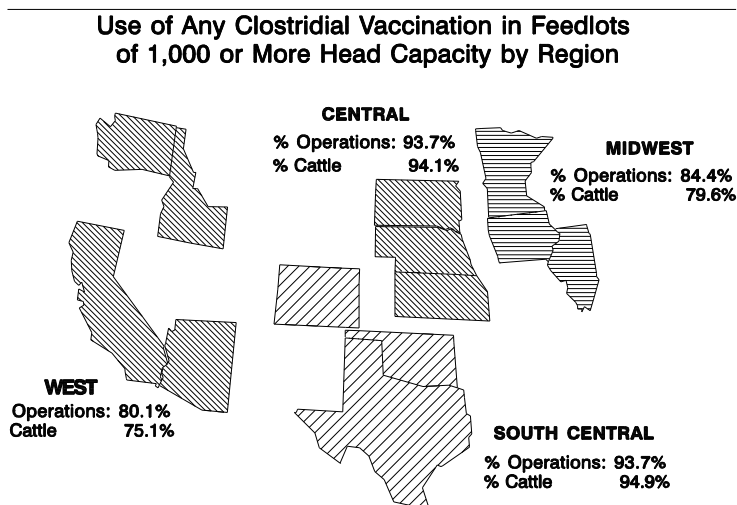 Use of Any Clostridial Vaccination in Feedlots
of 1,000 or More Head Capacity by Region
CENTRAL
% Operations: 93.7%
% Cattle 94.1%
MIDWEST
% Operations: 84.4%
% Cattle 79.6%
WEST
Operations: 80.1%
Cattle 75.1%
SOUTH CENTRAL
% Operations: 93.7%
% Cattle 94.9%